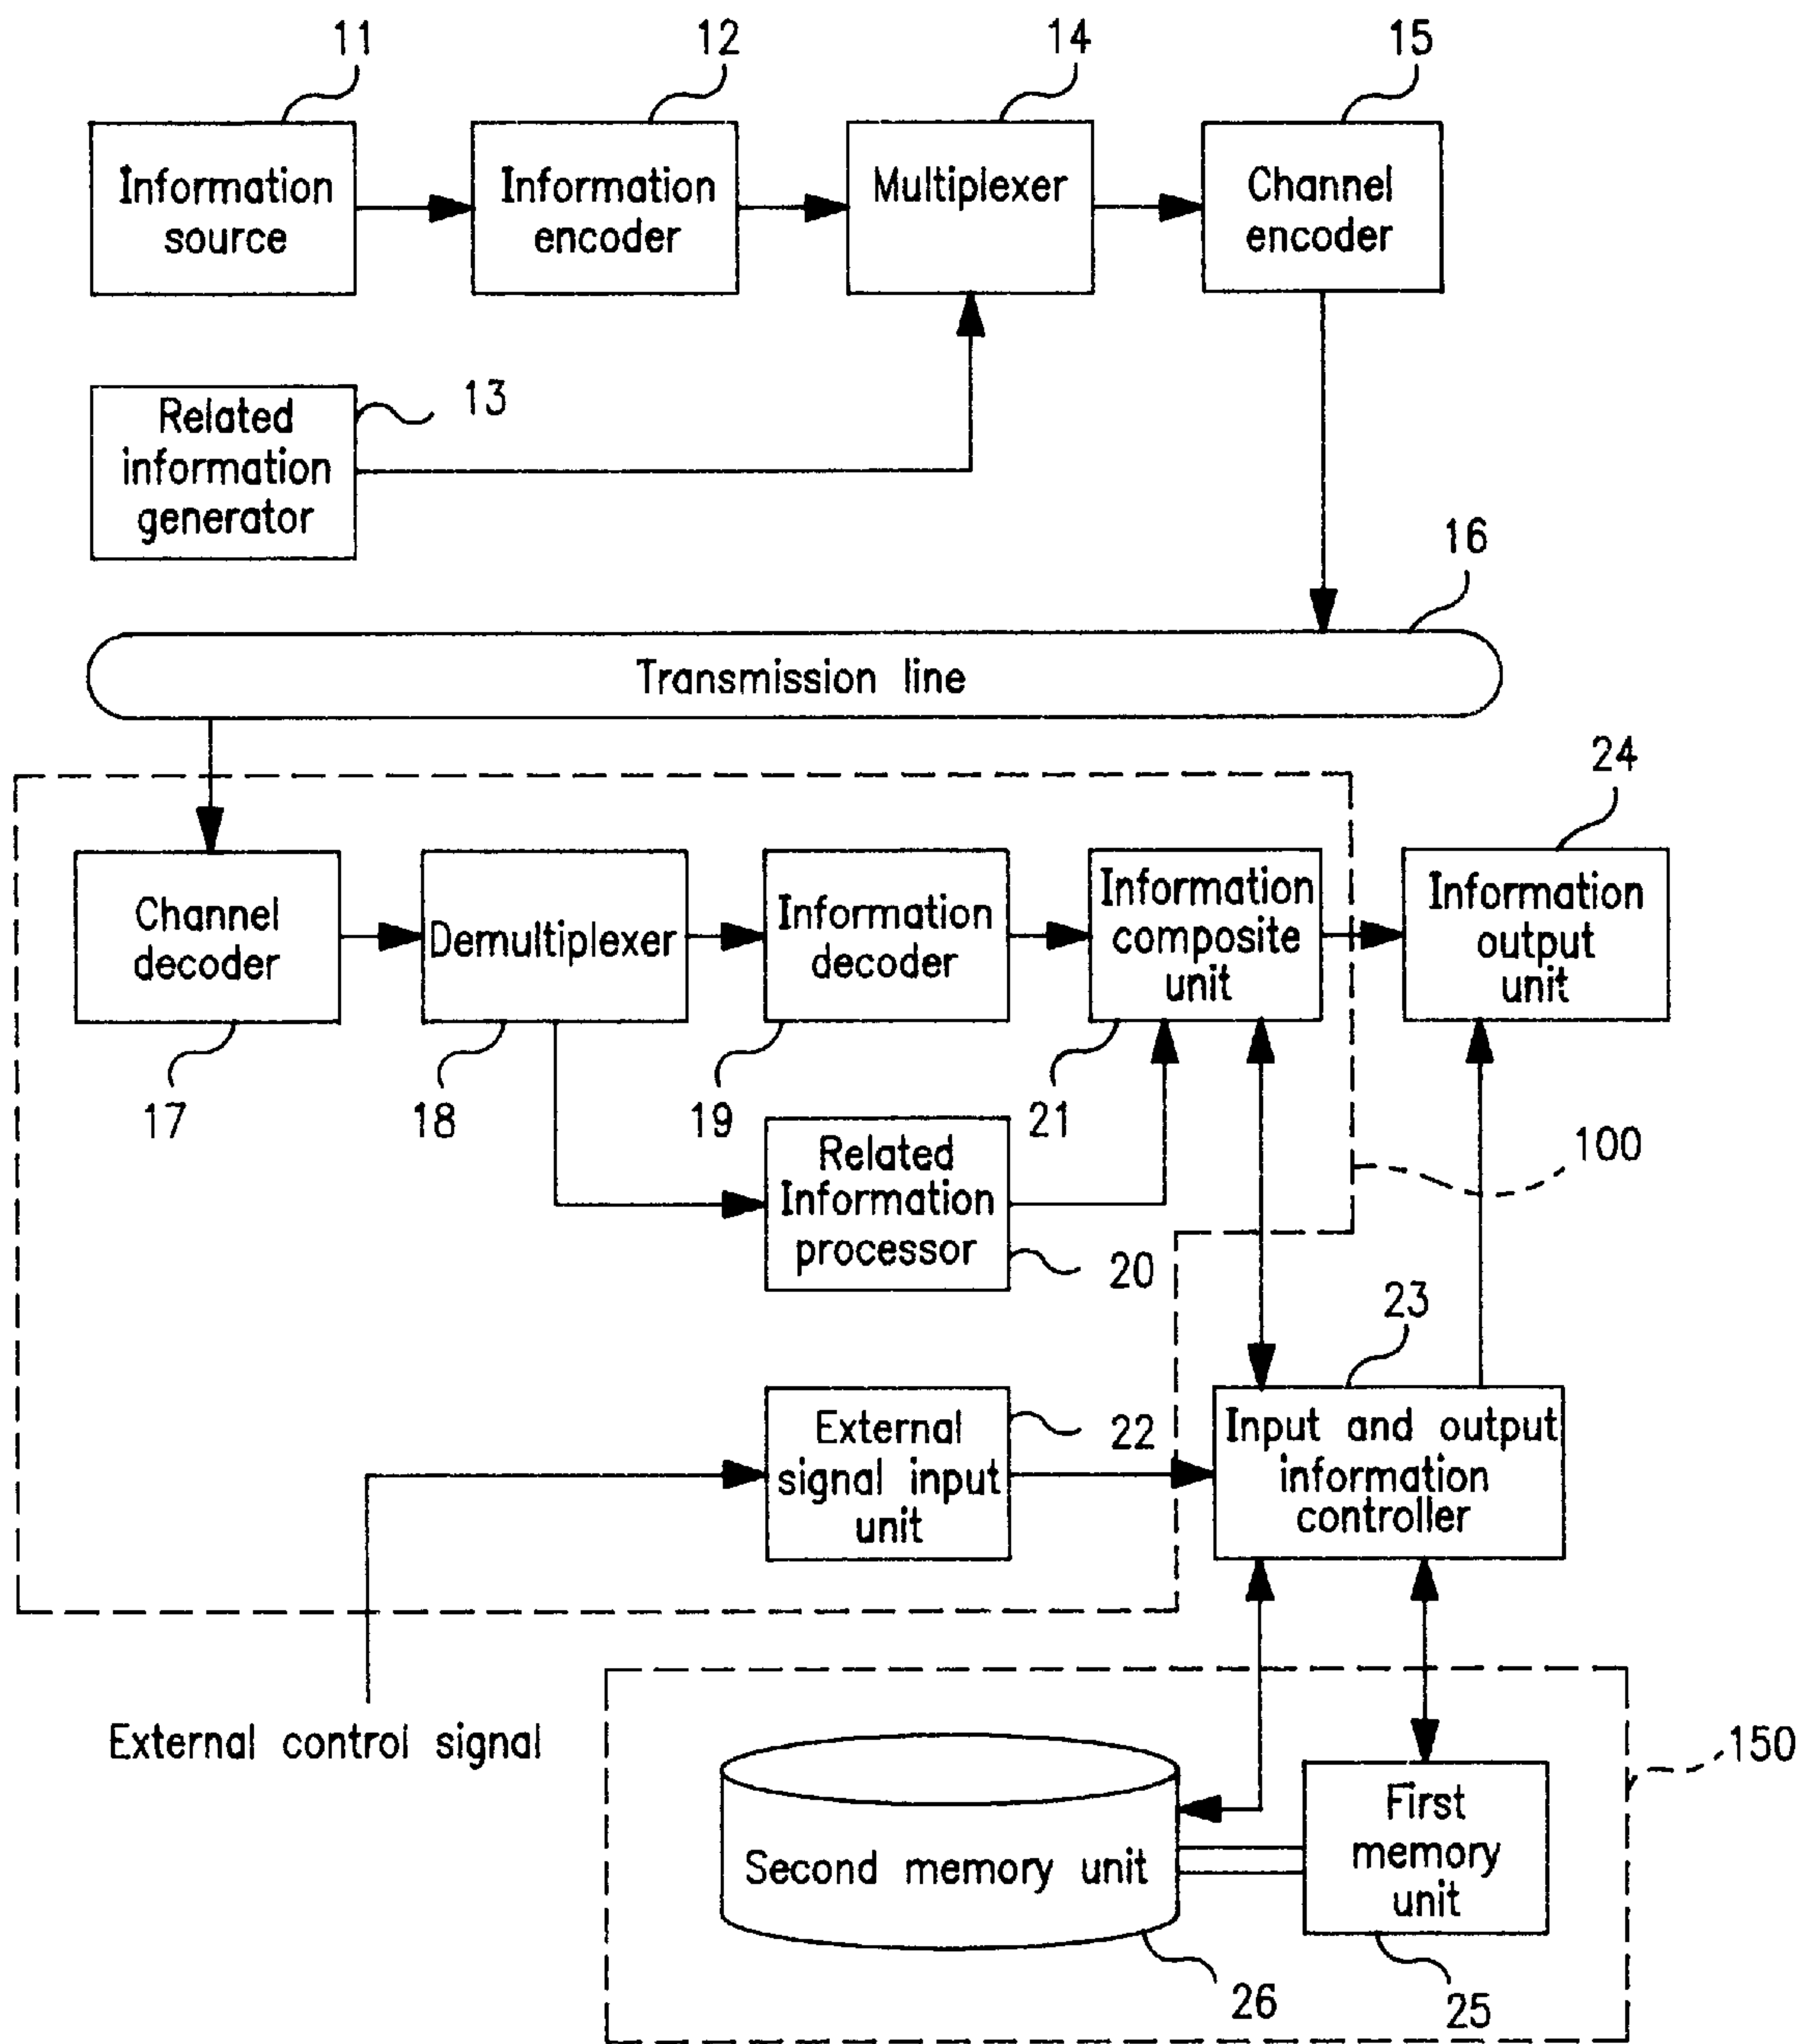 11
12
14
15
Information
source
Information
encoder
Multiplexer
Channel
encoder
Related
information
generator
13
16
Transmission line
24
Channel
decoder
Demultiplexer
Information
decoder
Information
composite
unit
Information
output
unit
17
18
19
21
100
Related
Information
processor
20
23
External
signal input
unit
22
Input and output
information
controller
External control signal
150
Second memory unit
First
memory
unit
26
25